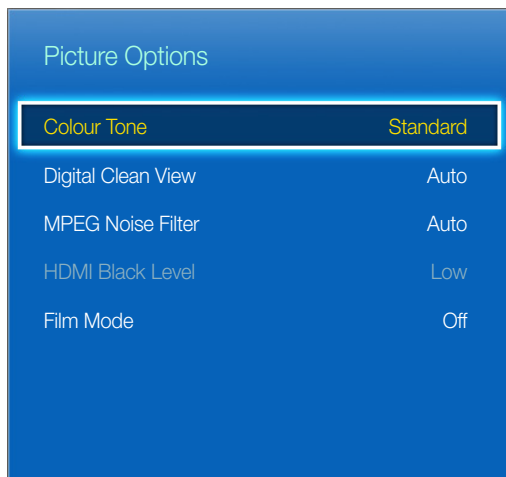 Picture Options
Colour Tone Standard
Digital Clean View Auto
MPEG Noise Filter Auto
HDMI Black Level Low
Film Mode Off